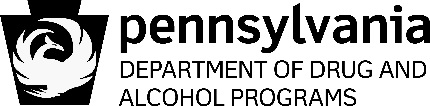 pennsylvania
DEPARTMENT OF DRUG AND
ALCOHOL PROGRAMS